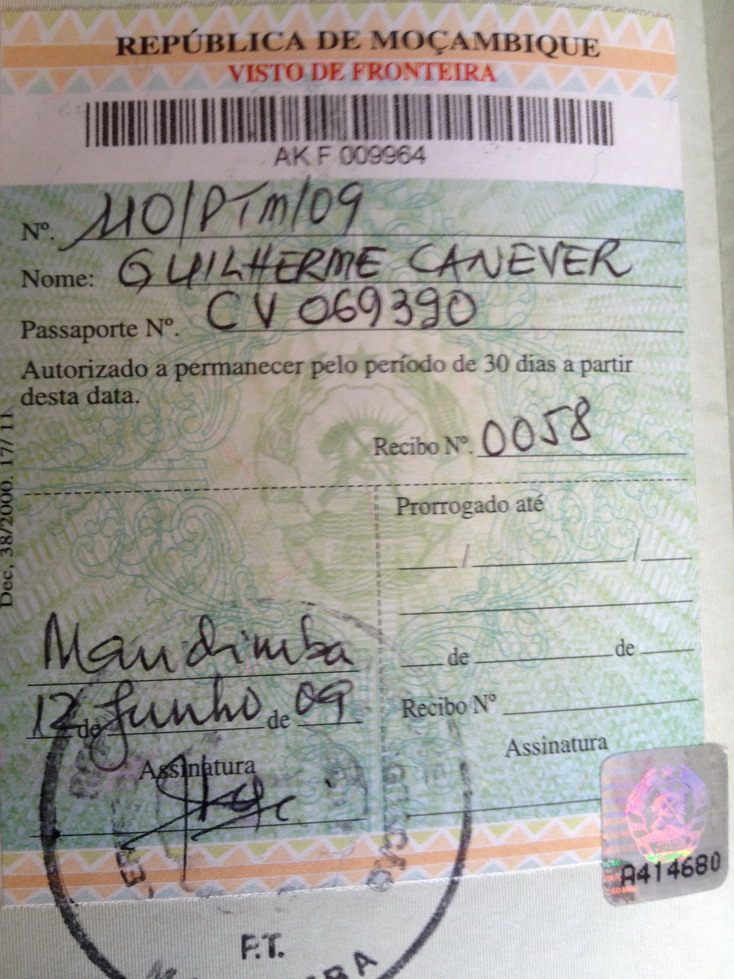 REPÚBLICA DE MOÇAMBIQUE
VISTO DE FRONTEIRA
AK F 009964
Nº. 110/PTM/09
Nome: GUILHERME CANEVER
Passaporte Nº. CV 069390
Autorizado a permanecer pelo período de 30 dias a partir
desta data.
Recibo Nº. 0058
Dec, 38/2000. 17/11
Prorrogado até
/ /
Mandimba
de de
12 de Junho de 09
Recibo Nº
Assinatura
Assinatura
A414680
P.T.